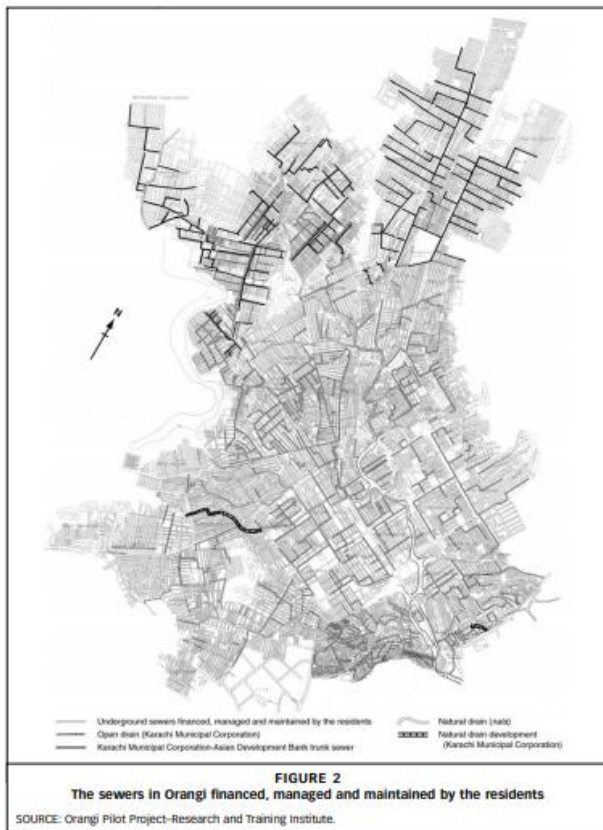 N
Underground sewers financed, managed and maintained by the residents
Open drain (Karachi Municipal Corporation)
Karachi Municipal Corporation-Asian Development Bank trunk sewer
Natural drain (nala)
Natural drain development
(Karachi Municipal Corporation)
FIGURE 2
The sewers in Orangi financed, managed and maintained by the residents
SOURCE: Orangi Pilot Project–Research and Training Institute.